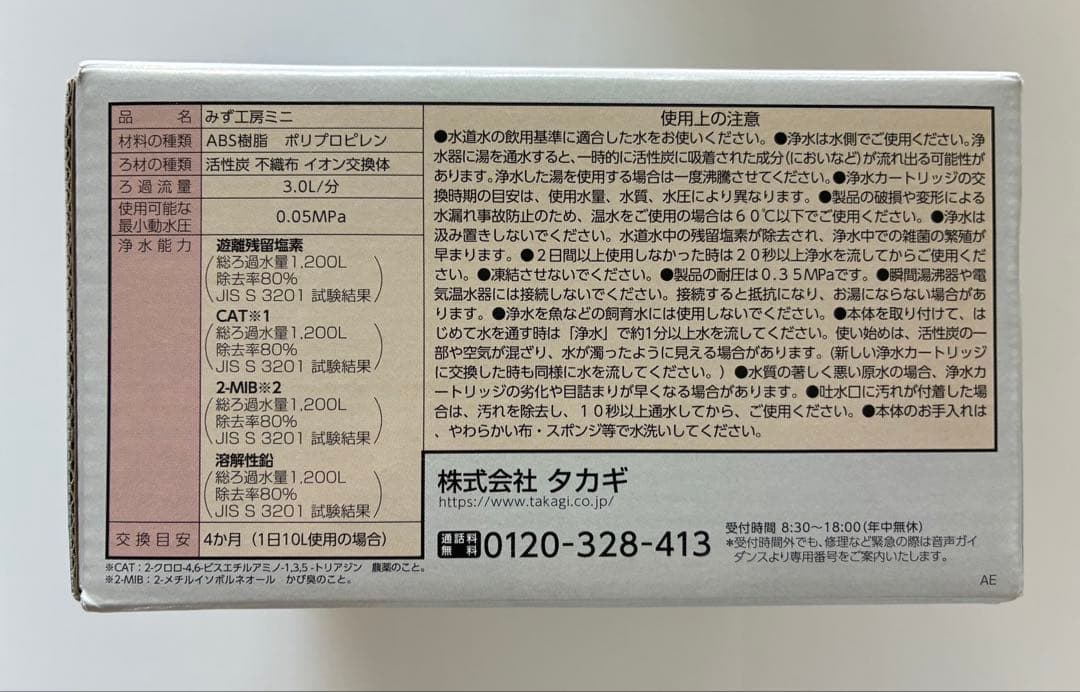 品名 みず工房ミニ
材料の種類 ABS樹脂 ポリプロピレン
ろ材の種類 活性炭 不織布 イオン交換体
ろ過流量 3.0L/分
使用可能な
最小動水圧 0.05MPa
浄水能力 遊離残留塩素
(総ろ過水量1,200L
除去率80%
JIS S 3201 試験結果)
CAT※1
(総ろ過水量1,200L
除去率80%
JIS S 3201 試験結果)
2-MIB※2
(総ろ過水量1,200L
除去率80%
JIS S 3201 試験結果)
溶解性鉛
(総ろ過水量1,200L
除去率80%
JIS S 3201 試験結果)
交換目安 4か月(1日10L使用の場合)
※CAT:2-クロロ-4,6-ビスエチルアミノ-1,3,5-トリアジン 農薬のこと。
※2-MIB:2-メチルイソボルネオール かび臭のこと。
使用上の注意
●水道水の飲用基準に適合した水をお使いください。●浄水は水側でご使用ください。浄
水器に湯を通水すると、一時的に活性炭に吸着された成分(においなど)が流れ出る可能性が
あります。浄水した湯を使用する場合は一度沸騰させてください。●浄水カートリッジの交
換時期の目安は、使用水量、水質、水圧により異なります。●製品の破損や変形による
水漏れ事故防止のため、温水をご使用の場合は60℃以下でご使用ください。●浄水は
汲み置きしないでください。水道水中の残留塩素が除去され、浄水中での雑菌の繁殖が
早まります。●2日間以上使用しなかった時は20秒以上浄水を流してからご使用くだ
さい。●凍結させないでください。●製品の耐圧は0.35MPaです。●瞬間湯沸器や電
気温水器には接続しないでください。接続すると抵抗になり、お湯にならない場合があ
ります。●浄水を魚などの飼育水には使用しないでください。●本体を取り付けて、は
じめて水を通す時は「浄水」で約1分以上水を流してください。使い始めは、活性炭の一
部や空気が混ざり、水が濁ったように見える場合があります。(新しい浄水カートリッジ
に交換した時も同様に水を流してください。)●水質の著しく悪い原水の場合、浄水カ
ートリッジの劣化や目詰まりが早くなる場合があります。●吐水口に汚れが付着した場
合は、汚れを除去し、10秒以上通水してから、ご使用ください。●本体のお手入れは
、やわらかい布・スポンジ等で水洗いしてください。
株式会社 タカギ
https://www.takagi.co.jp/
通話料無料 0120-328-413
受付時間 8:30〜18:00(年中無休)
*受付時間外でも、修理など緊急の際は音声ガイ
ダンスより専用番号をご案内いたします。
AE